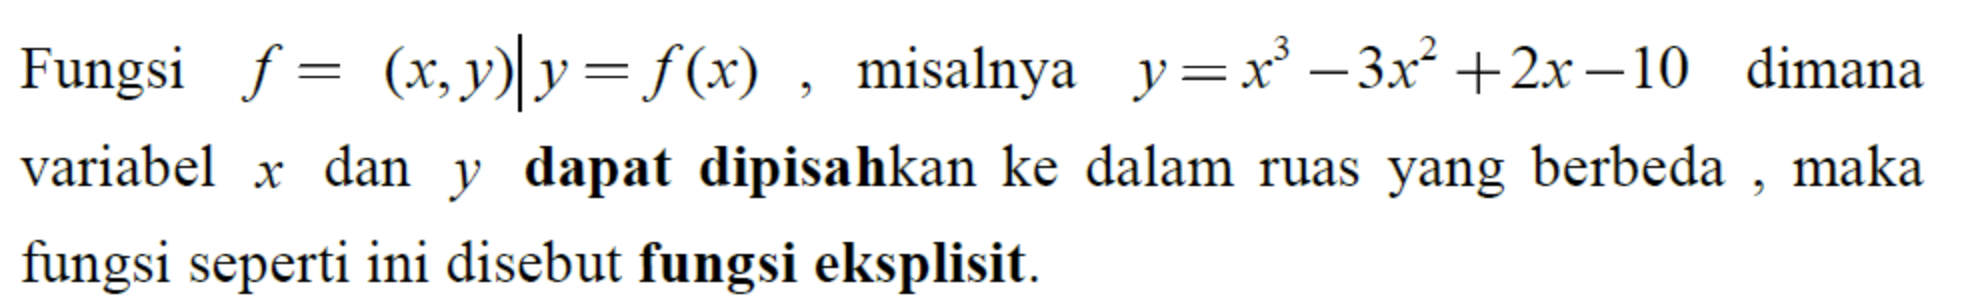 Fungsi f = (x, y)| y = f(x) , misalnya y = x³ − 3x² + 2x − 10 dimana
variabel x dan y dapat dipisahkan ke dalam ruas yang berbeda , maka
fungsi seperti ini disebut fungsi eksplisit.